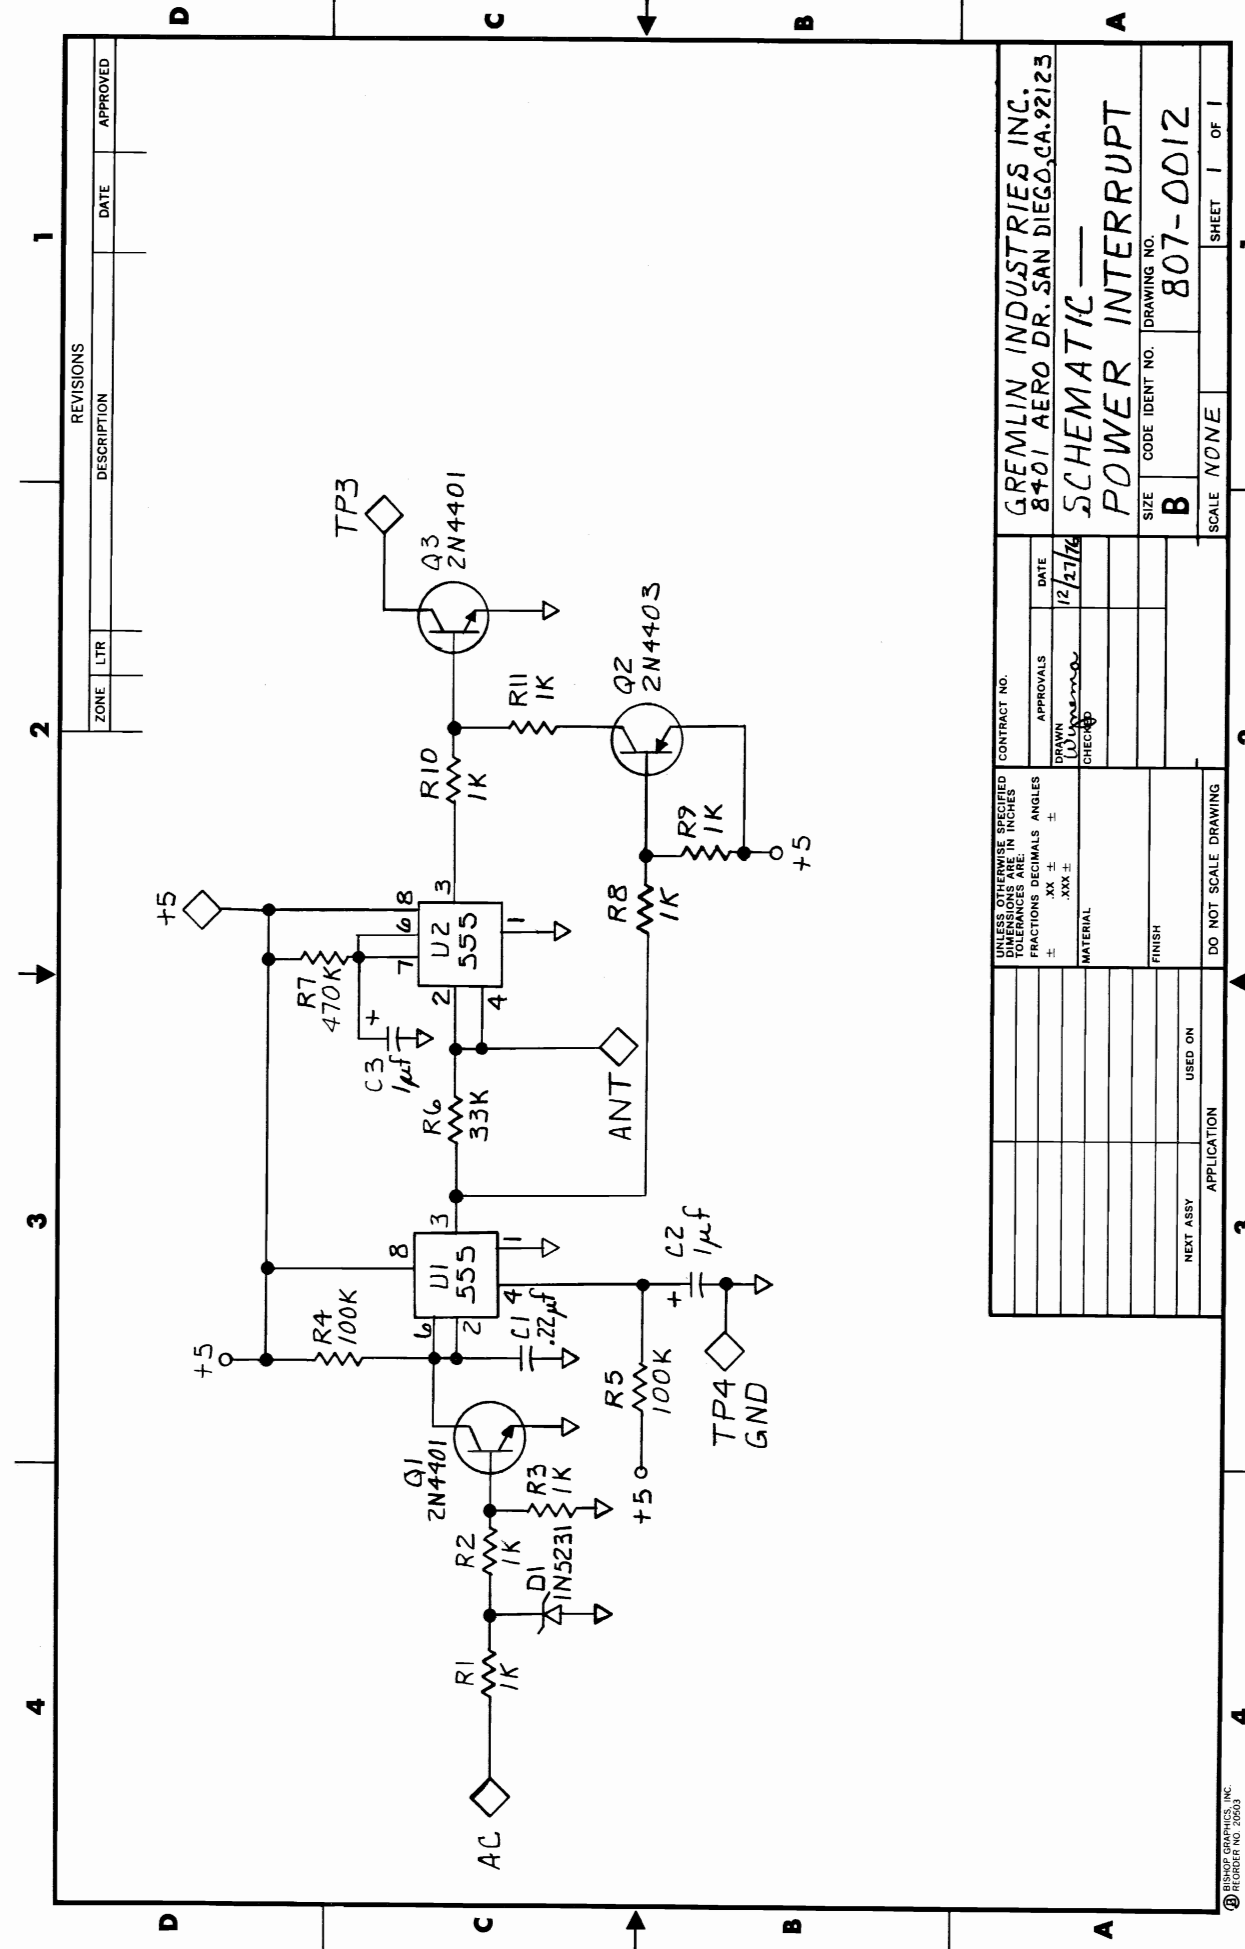 D
C
B
A
4
3
2
1
REVISIONS
ZONE
LTR
DESCRIPTION
DATE
APPROVED
AC
R1
1K
D1
1N5231
R2
1K
R3
1K
Q1
2N4401
+5
R4
100K
C1
.22µf
6
2
8
U1
555
3
1
4
+5
R5
100K
C2
1µf
+
TP4
GND
R6
33K
ANT
C3
1µf
+
R7
470K
+5
7
6
8
2
4
U2
555
3
1
R8
1K
R9
1K
+5
R10
1K
R11
1K
Q2
2N4403
Q3
2N4401
TP3
NEXT ASSY
USED ON
APPLICATION
UNLESS OTHERWISE SPECIFIED
DIMENSIONS ARE IN INCHES
TOLERANCES ARE:
FRACTIONS DECIMALS ANGLES
± .XX ± ±
.XXX ±
MATERIAL
FINISH
DO NOT SCALE DRAWING
CONTRACT NO.
APPROVALS
DATE
DRAWN
12/27/76
CHECKED
GREMLIN INDUSTRIES INC.
8401 AERO DR. SAN DIEGO, CA. 92123
SCHEMATIC —
POWER INTERRUPT
SIZE
B
CODE IDENT NO.
DRAWING NO.
807-0012
SCALE NONE
SHEET 1 OF 1
4
3
2
1
D
C
B
A
B BISHOP GRAPHICS, INC.
REORDER NO. 20503